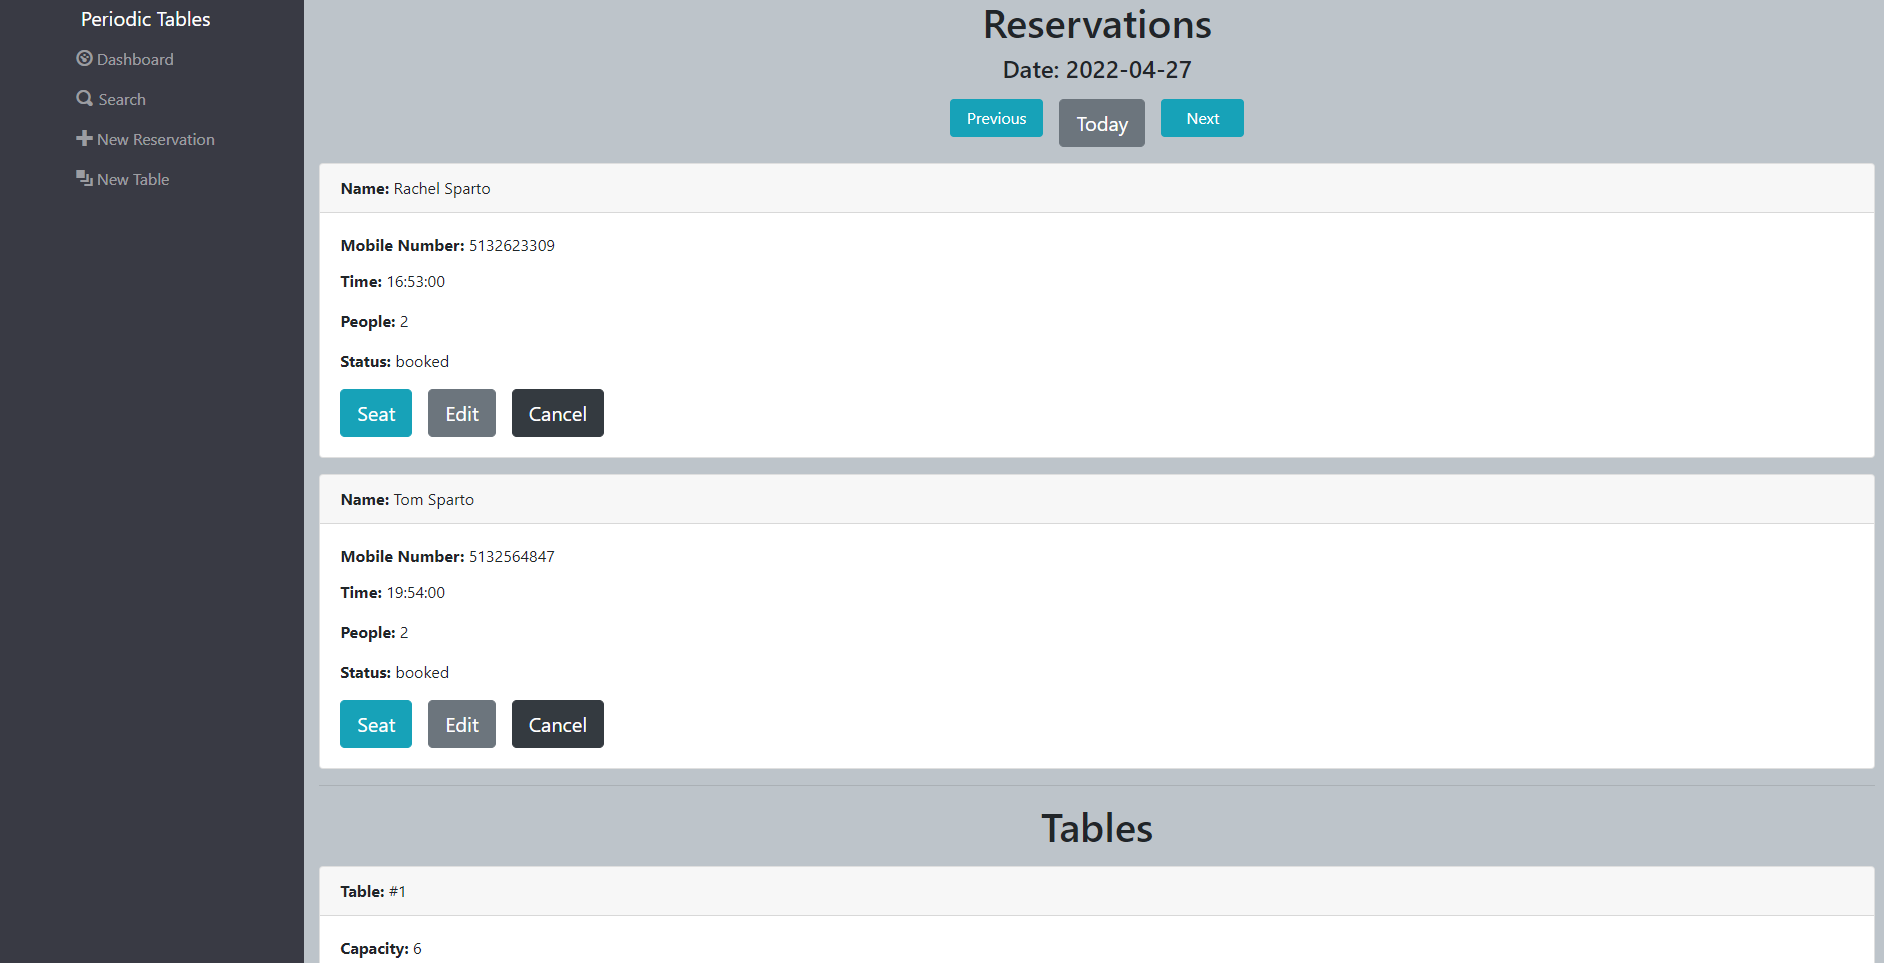 Periodic Tables
Dashboard
Search
New Reservation
New Table
Reservations
Date: 2022-04-27
Previous Today Next
Name: Rachel Sparto
Mobile Number: 5132623309
Time: 16:53:00
People: 2
Status: booked
Seat Edit Cancel
Name: Tom Sparto
Mobile Number: 5132564847
Time: 19:54:00
People: 2
Status: booked
Seat Edit Cancel
Tables
Table: #1
Capacity: 6